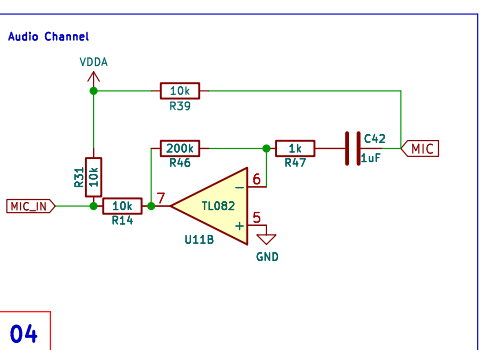 Audio Channel
VDDA
10k
R39
C42
200k
1k
MIC
R46
R47
1uF
R31
10k
6
7
MIC_IN
10k
TL082
R14
5
U11B
GND
04